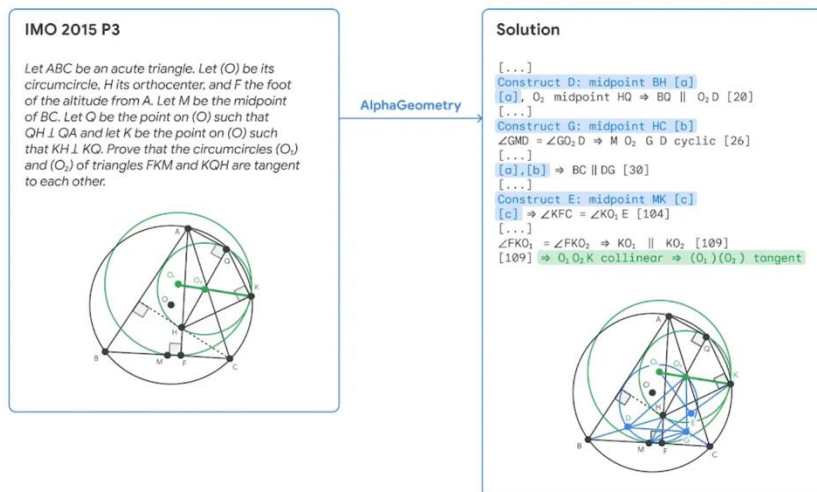 IMO 2015 P3
Let ABC be an acute triangle. Let (O) be its
circumcircle, H its orthocenter, and F the foot
of the altitude from A. Let M be the midpoint
of BC. Let Q be the point on (O) such that
QH ⊥ QA and let K be the point on (O) such
that KH ⊥ KQ. Prove that the circumcircles (O₁)
and (O₂) of triangles FKM and KQH are tangent
to each other.
A
Q
O₁
O₂
K
O
H
B
M
F
C
AlphaGeometry
Solution
[...]
Construct D: midpoint BH [a]
[a], O₂ midpoint HQ ⇒ BQ ∥ O₂D [20]
[...]
Construct G: midpoint HC [b]
∠GMD = ∠GO₂D ⇒ M O₂ G D cyclic [26]
[...]
[a],[b] ⇒ BC ∥ DG [30]
[...]
Construct E: midpoint MK [c]
[c] ⇒ ∠KFC = ∠KO₁E [104]
[...]
∠FKO₁ = ∠FKO₂ ⇒ KO₁ ∥ KO₂ [109]
[109] ⇒ O₁O₂K collinear ⇒ (O₁)(O₂) tangent
A
Q
O₁
O₂
K
O
H
D
E
G
B
M
F
C